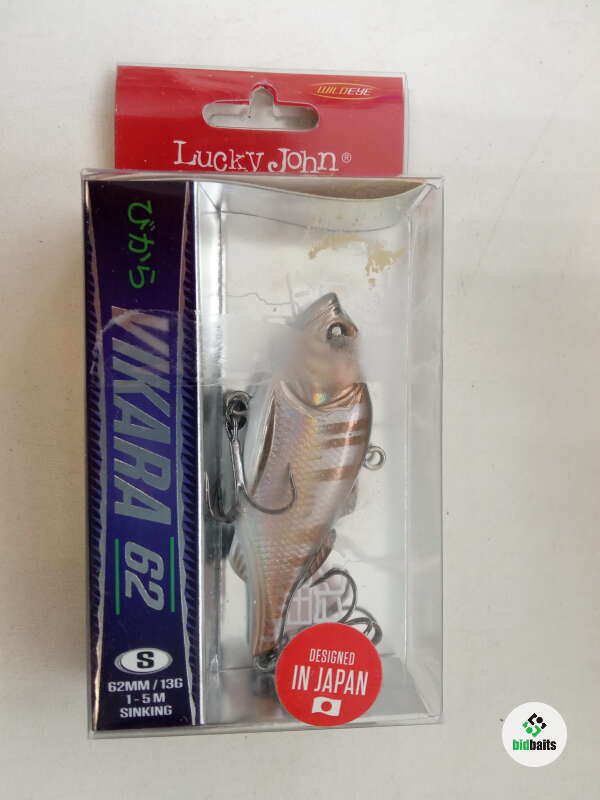 WILDEYE
LUCKY JOHN®
びから
VIKARA 62
S
62MM / 13G
1 - 5 M
SINKING
DESIGNED
IN JAPAN
bidbaits